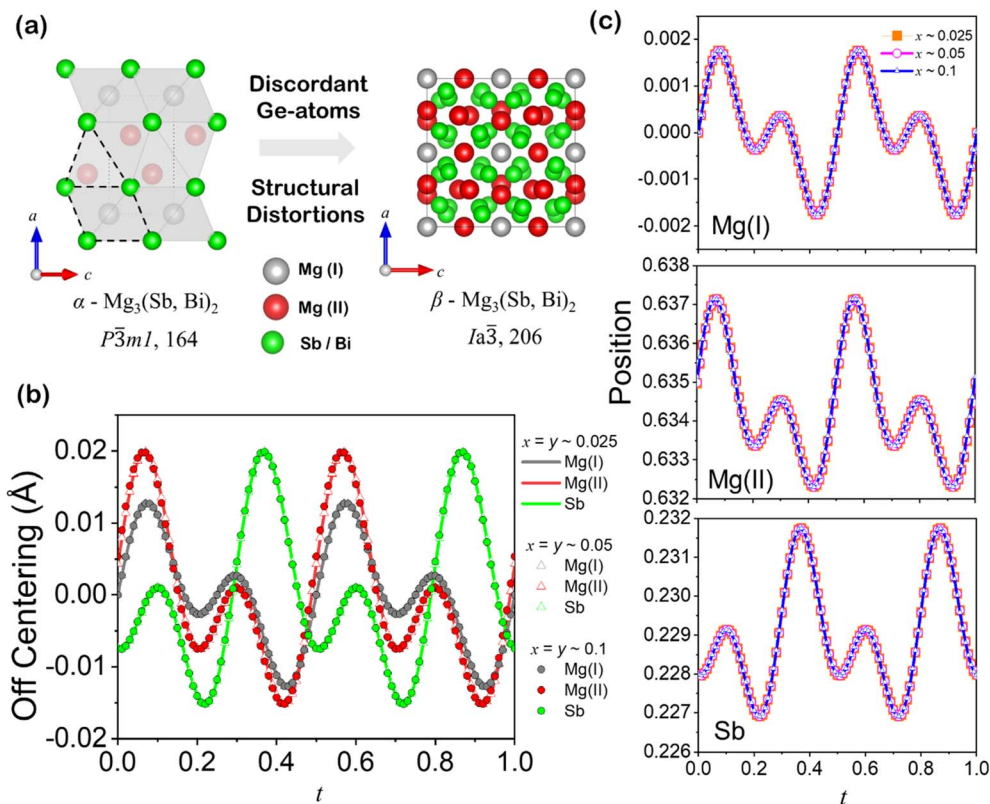 (a)
Discordant
Ge-atoms
Structural
Distortions
a
c
a
c
Mg (I)
Mg (II)
Sb / Bi
α - Mg₃(Sb, Bi)₂
P3̅m1, 164
β - Mg₃(Sb, Bi)₂
Ia3̅, 206
(b)
Off Centering (Å)
0.02
0.01
0.00
-0.01
-0.02
0.0 0.2 0.4 0.6 0.8 1.0
t
x = y ~ 0.025
Mg(I)
Mg(II)
Sb
x = y ~ 0.05
Mg(I)
Mg(II)
Sb
x = y ~ 0.1
Mg(I)
Mg(II)
Sb
(c)
Position
0.002
0.001
0.000
-0.001
-0.002
x ~ 0.025
x ~ 0.05
x ~ 0.1
Mg(I)
0.638
0.637
0.636
0.635
0.634
0.633
0.632
Mg(II)
0.232
0.231
0.230
0.229
0.228
0.227
0.226
Sb
0.0 0.2 0.4 0.6 0.8 1.0
t